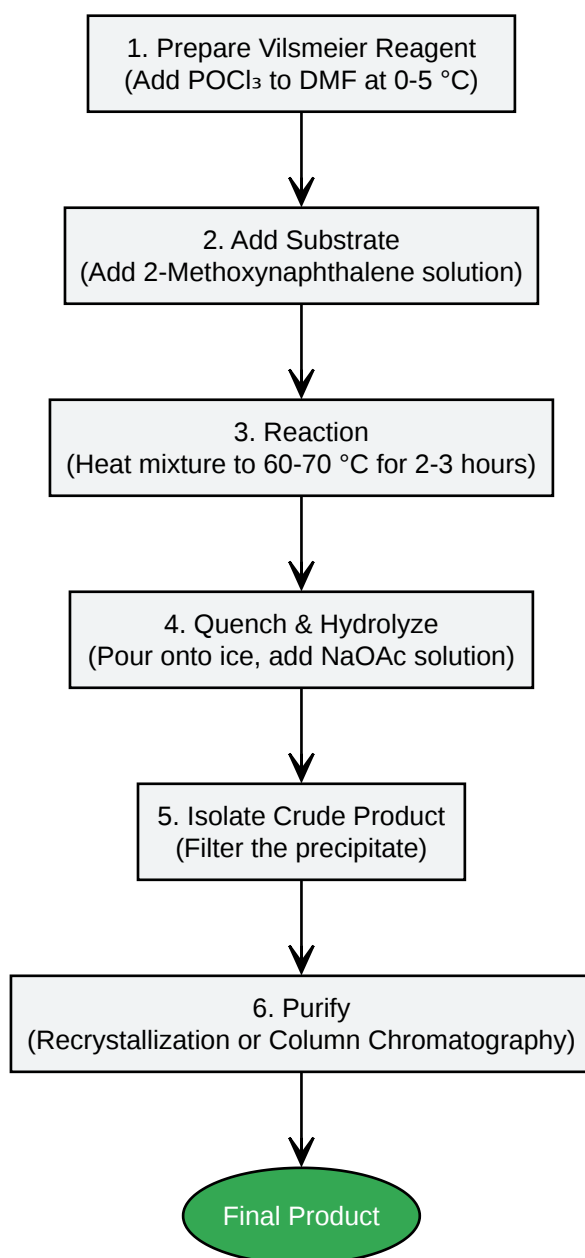 1. Prepare Vilsmeier Reagent
(Add POCl₃ to DMF at 0-5 °C)
2. Add Substrate
(Add 2-Methoxynaphthalene solution)
3. Reaction
(Heat mixture to 60-70 °C for 2-3 hours)
4. Quench & Hydrolyze
(Pour onto ice, add NaOAc solution)
5. Isolate Crude Product
(Filter the precipitate)
6. Purify
(Recrystallization or Column Chromatography)
Final Product